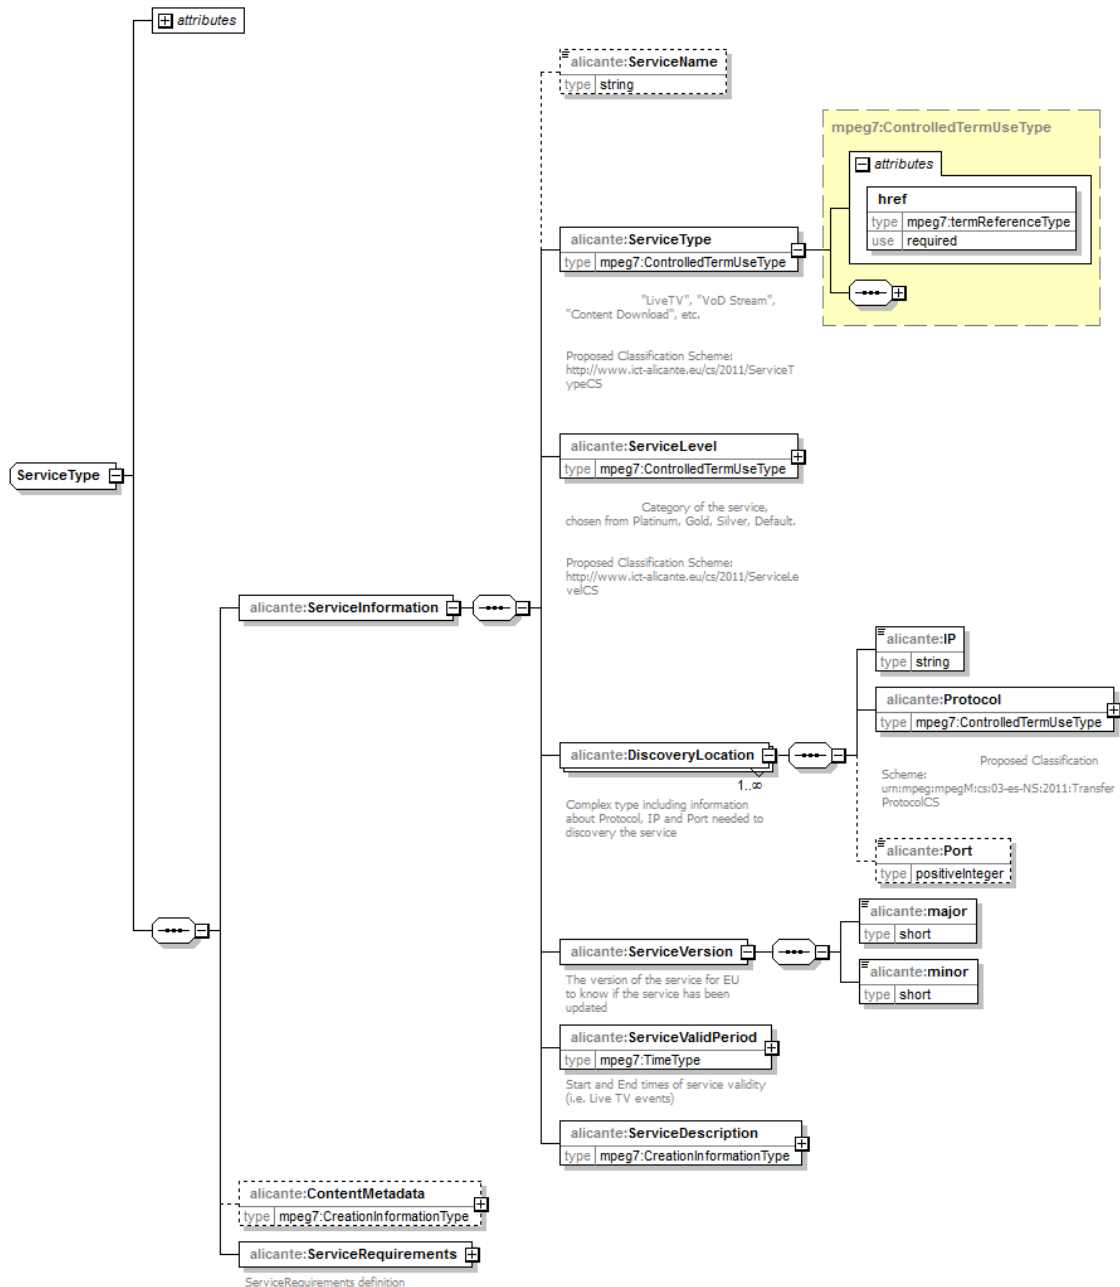 attributes
alicante:ServiceName
type string
mpeg7:ControlledTermUseType
attributes
href
type mpeg7:termReferenceType
use required
alicante:ServiceType
type mpeg7:ControlledTermUseType
"LiveTV", "VoD Stream",
"Content Download", etc.
Proposed Classification Scheme:
http://www.ict-alicante.eu/cs/2011/ServiceT
ypeCS
ServiceType
alicante:ServiceLevel
type mpeg7:ControlledTermUseType
Category of the service,
chosen from Platinum, Gold, Silver, Default.
Proposed Classification Scheme:
http://www.ict-alicante.eu/cs/2011/ServiceLe
velCS
alicante:ServiceInformation
alicante:IP
type string
alicante:Protocol
type mpeg7:ControlledTermUseType
Proposed Classification
Scheme:
urn:mpeg:mpegM:cs:03-es-NS:2011:Transfer
ProtocolCS
alicante:DiscoveryLocation
1..∞
Complex type including information
about Protocol, IP and Port needed to
discovery the service
alicante:Port
type positiveInteger
alicante:ServiceVersion
The version of the service for EU
to know if the service has been
updated
alicante:major
type short
alicante:minor
type short
alicante:ServiceValidPeriod
type mpeg7:TimeType
Start and End times of service validity
(i.e. Live TV events)
alicante:ServiceDescription
type mpeg7:CreationInformationType
alicante:ContentMetadata
type mpeg7:CreationInformationType
alicante:ServiceRequirements
ServiceRequirements definition